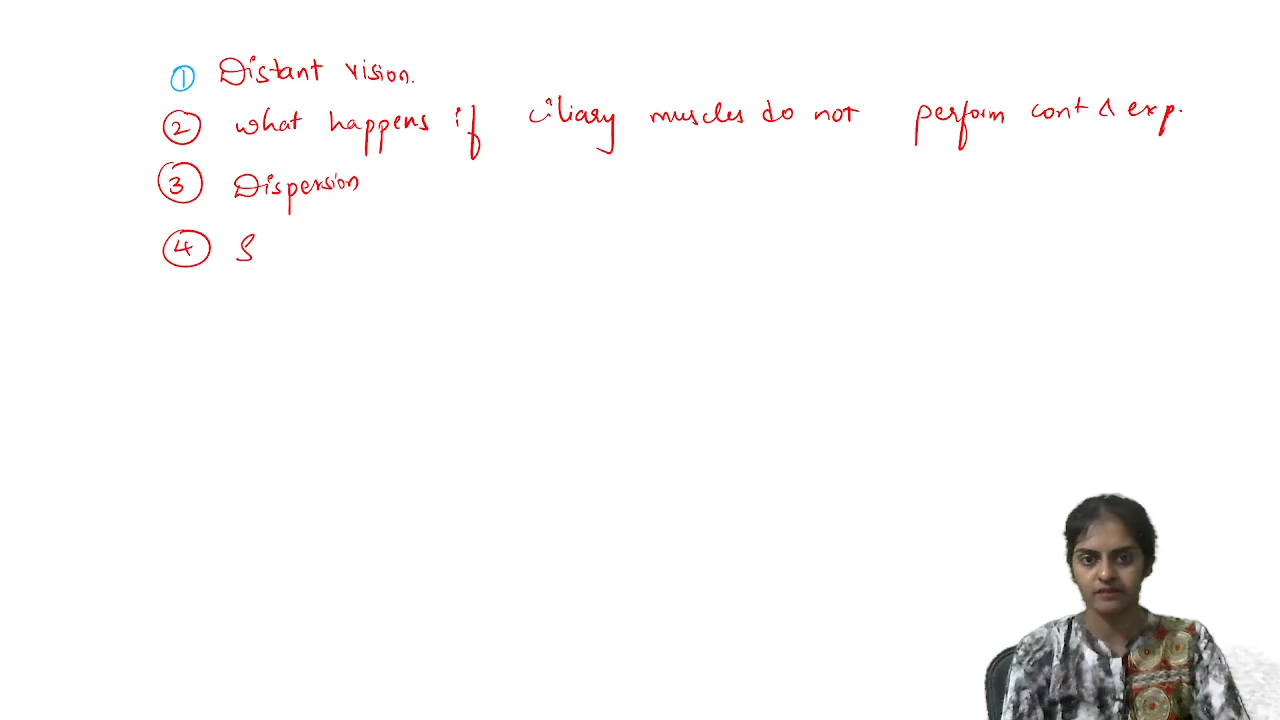 ① Distant vision.
② what happens if ciliary muscles do not perform cont & exp.
③ Dispersion
④ S